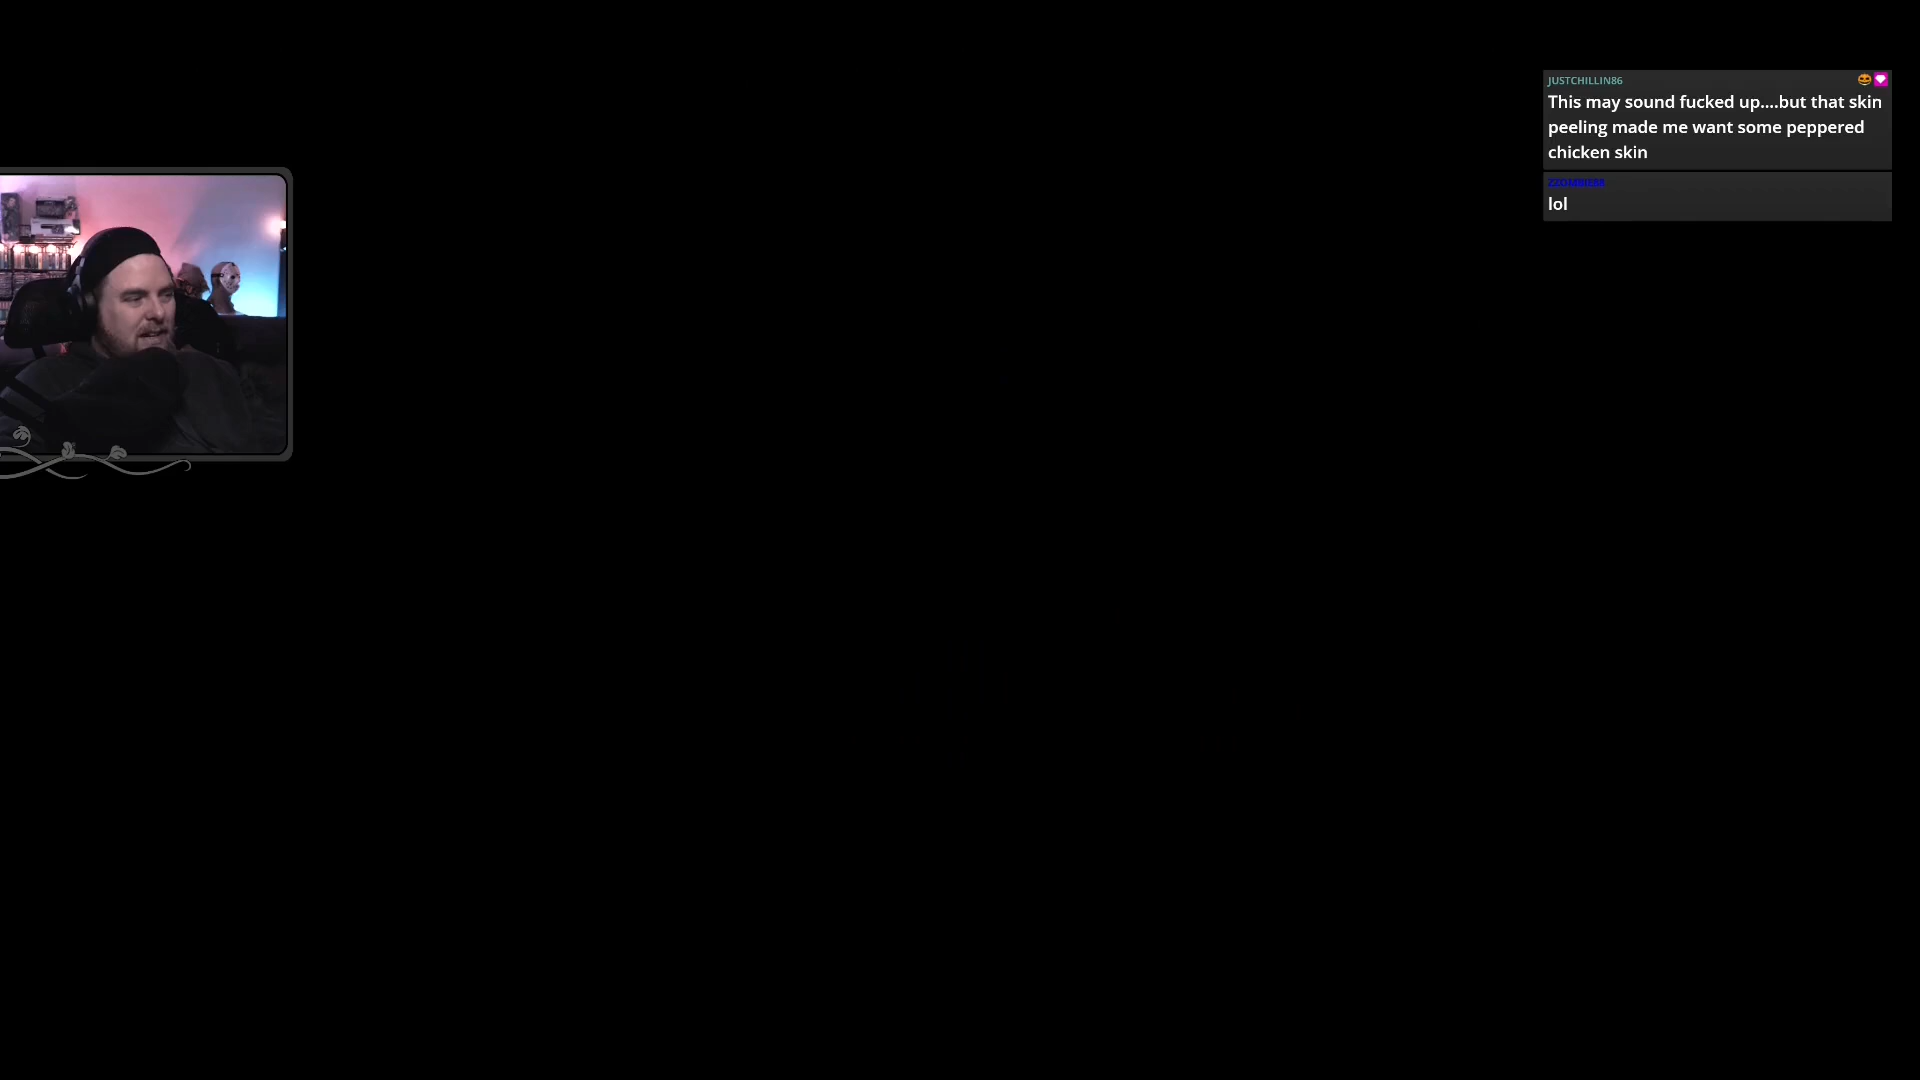 JUSTCHILLIN86
This may sound fucked up....but that skin
peeling made me want some peppered
chicken skin
lol